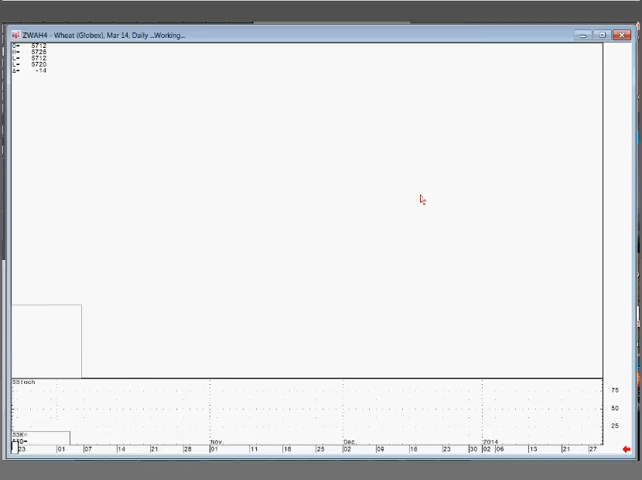 ZWAH4 - Wheat (Globex), Mar 14, Daily ...Working...
O= 5712
H= 5726
L= 5712
L= 5720
Δ= -14
SStoch
75
50
25
SSK=
SSD=
Nov Dec 2014
23 01 07 14 21 28 01 11 18 25 02 09 16 23 30 02 06 13 21 27